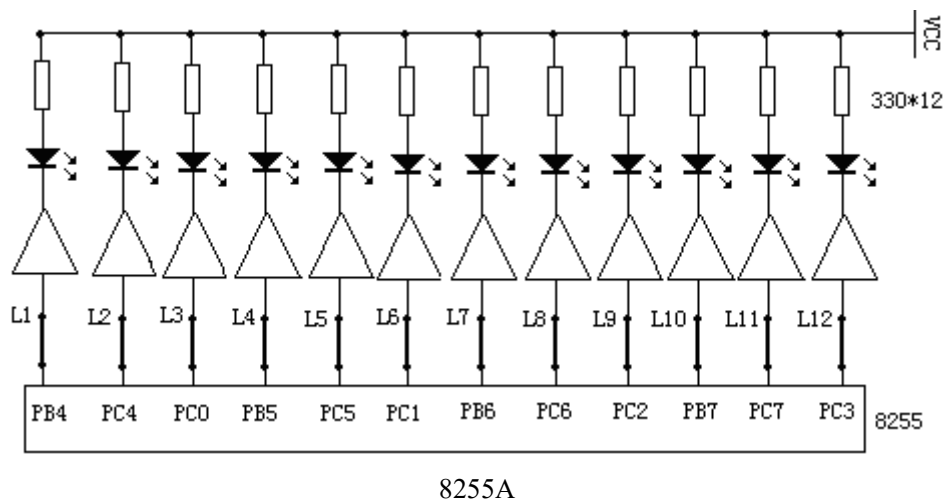 VCC
330*12
L1 L2 L3 L4 L5 L6 L7 L8 L9 L10 L11 L12
PB4 PC4 PC0 PB5 PC5 PC1 PB6 PC6 PC2 PB7 PC7 PC3
8255
8255A